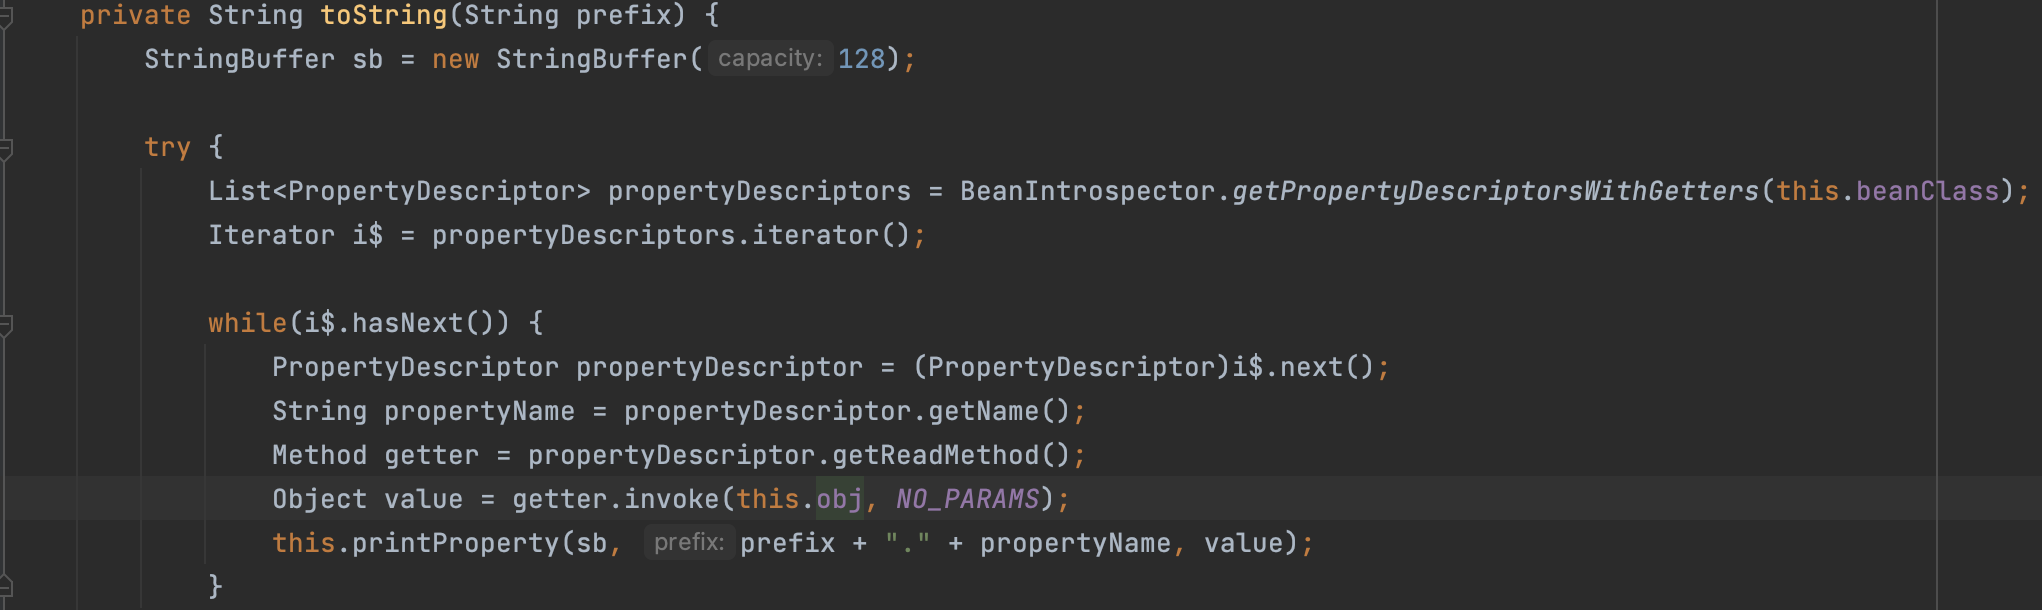 private String toString(String prefix) {
StringBuffer sb = new StringBuffer( capacity: 128);
try {
List<PropertyDescriptor> propertyDescriptors = BeanIntrospector.getPropertyDescriptorsWithGetters(this.beanClass);
Iterator i$ = propertyDescriptors.iterator();
while(i$.hasNext()) {
PropertyDescriptor propertyDescriptor = (PropertyDescriptor)i$.next();
String propertyName = propertyDescriptor.getName();
Method getter = propertyDescriptor.getReadMethod();
Object value = getter.invoke(this.obj, NO_PARAMS);
this.printProperty(sb, prefix: prefix + "." + propertyName, value);
}